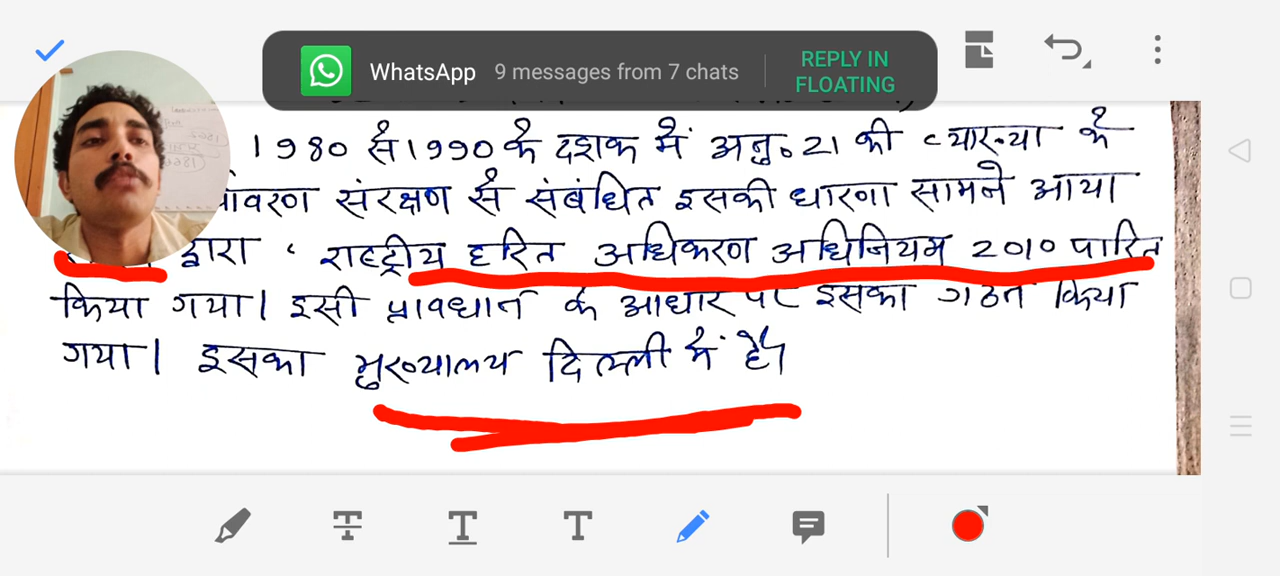 WhatsApp 9 messages from 7 chats REPLY IN FLOATING
1980 से 1990 के दशक में अनु० 21 की व्याख्या के
संरक्षण से संबंधित इसकी धारणा सामने आया
द्वारा ‘ राष्ट्रीय हरित अधिकरण अधिनियम 2010 पारित
किया गया। इसी प्रावधान के आधार पर इसका गठन किया
गया। इसका मुख्यालय दिल्ली में है।
T T T